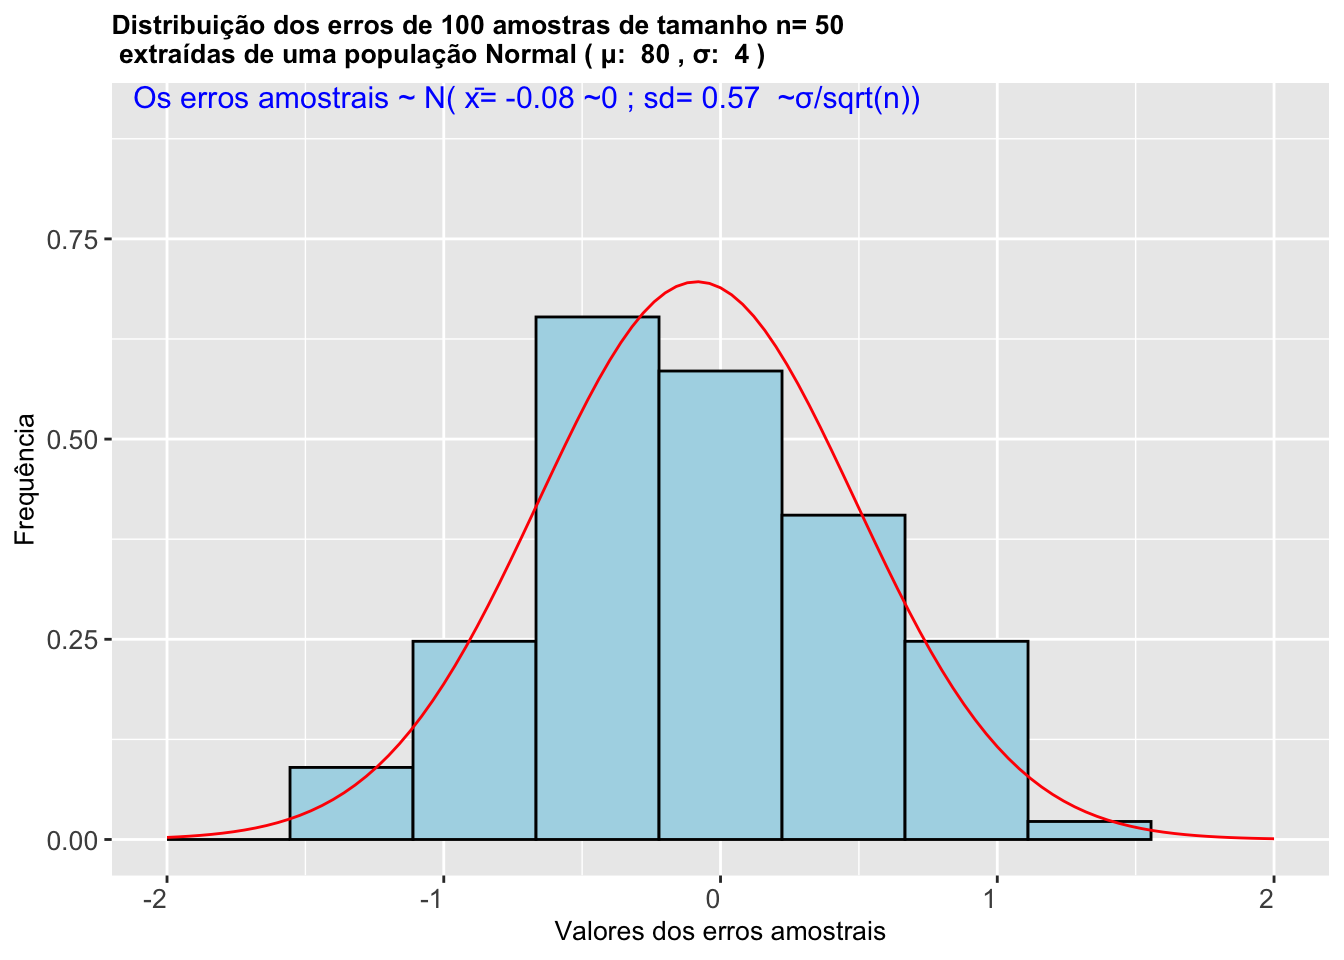 Distribuição dos erros de 100 amostras de tamanho n= 50
extraídas de uma população Normal ( μ:  80 , σ:  4 )
Os erros amostrais ~ N( x̄= -0.08 ~0 ; sd= 0.57  ~σ/sqrt(n))
Frequência
0.75
0.50
0.25
0.00
-2 -1 0 1 2
Valores dos erros amostrais